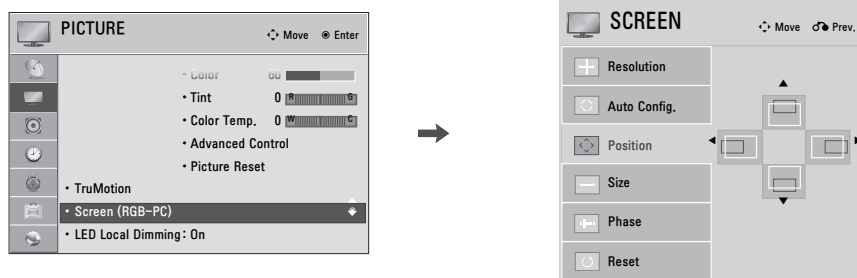 PICTURE
Move Enter
• Color 60
• Tint 0 R G
• Color Temp. 0 W C
• Advanced Control
• Picture Reset
• TruMotion
• Screen (RGB-PC)
• LED Local Dimming: On
SCREEN
Move Prev.
Resolution
Auto Config.
Position
Size
Phase
Reset